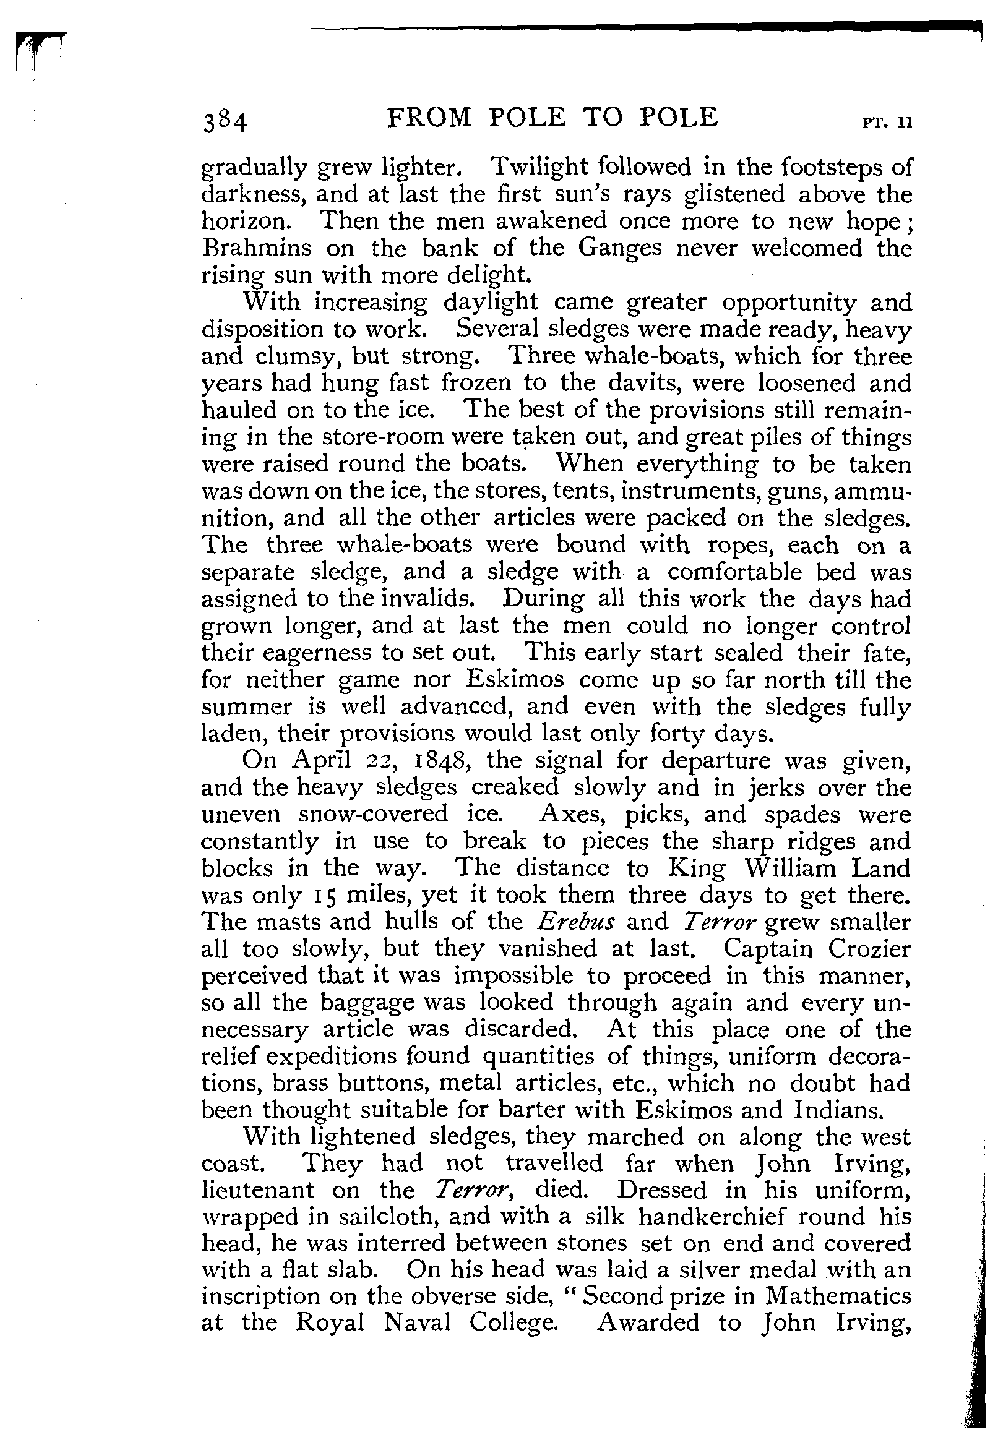 384 FROM POLE TO POLE PT. II
gradually grew lighter. Twilight followed in the footsteps of
darkness, and at last the first sun's rays glistened above the
horizon. Then the men awakened once more to new hope;
Brahmins on the bank of the Ganges never welcomed the
rising sun with more delight.
With increasing daylight came greater opportunity and
disposition to work. Several sledges were made ready, heavy
and clumsy, but strong. Three whale-boats, which for three
years had hung fast frozen to the davits, were loosened and
hauled on to the ice. The best of the provisions still remain-
ing in the store-room were taken out, and great piles of things
were raised round the boats. When everything to be taken
was down on the ice, the stores, tents, instruments, guns, ammu-
nition, and all the other articles were packed on the sledges.
The three whale-boats were bound with ropes, each on a
separate sledge, and a sledge with a comfortable bed was
assigned to the invalids. During all this work the days had
grown longer, and at last the men could no longer control
their eagerness to set out. This early start sealed their fate,
for neither game nor Eskimos come up so far north till the
summer is well advanced, and even with the sledges fully
laden, their provisions would last only forty days.
On April 22, 1848, the signal for departure was given,
and the heavy sledges creaked slowly and in jerks over the
uneven snow-covered ice. Axes, picks, and spades were
constantly in use to break to pieces the sharp ridges and
blocks in the way. The distance to King William Land
was only 15 miles, yet it took them three days to get there.
The masts and hulls of the Erebus and Terror grew smaller
all too slowly, but they vanished at last. Captain Crozier
perceived that it was impossible to proceed in this manner,
so all the baggage was looked through again and every un-
necessary article was discarded. At this place one of the
relief expeditions found quantities of things, uniform decora-
tions, brass buttons, metal articles, etc., which no doubt had
been thought suitable for barter with Eskimos and Indians.
With lightened sledges, they marched on along the west
coast. They had not travelled far when John Irving,
lieutenant on the Terror, died. Dressed in his uniform,
wrapped in sailcloth, and with a silk handkerchief round his
head, he was interred between stones set on end and covered
with a flat slab. On his head was laid a silver medal with an
inscription on the obverse side, "Second prize in Mathematics
at the Royal Naval College. Awarded to John Irving,